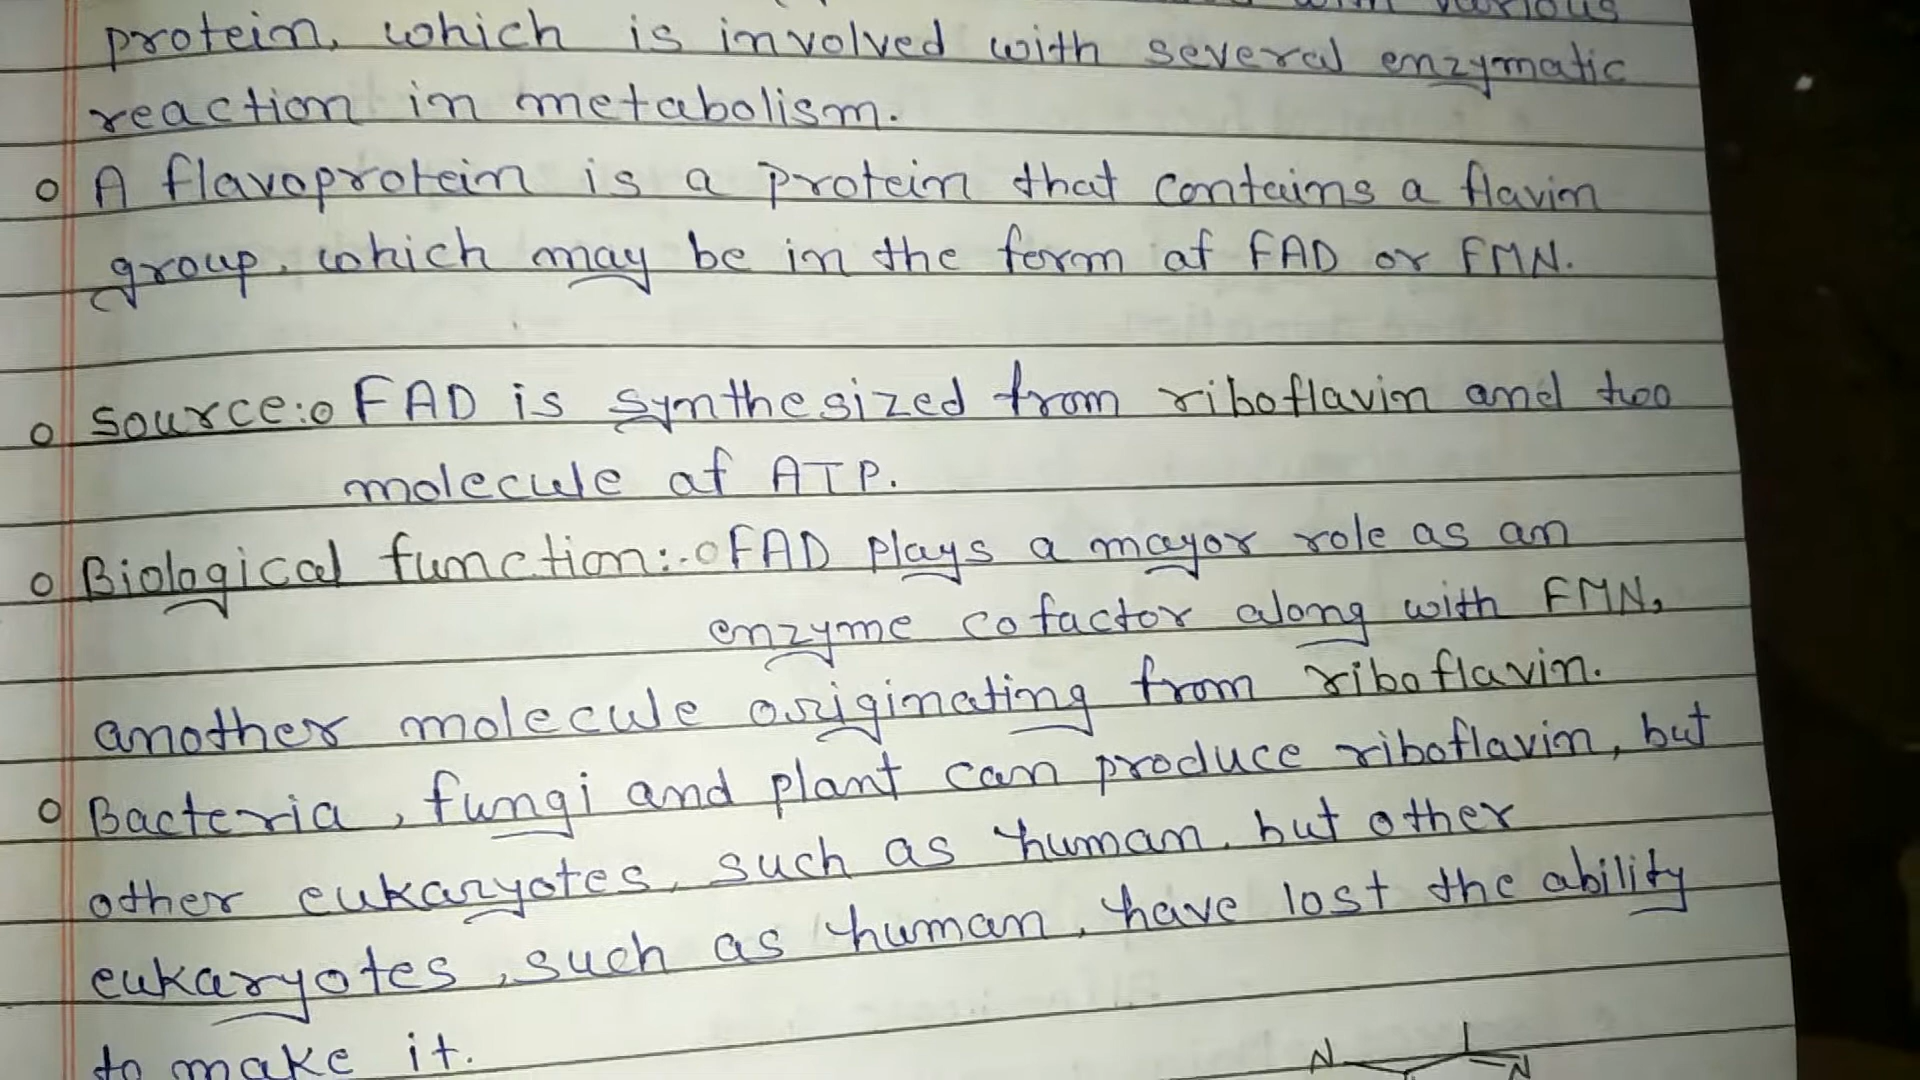 with various
protein, which is involved with several enzymatic
reaction in metabolism.
o A flavoprotein is a protein that contains a flavin
group, which may be in the form of FAD or FMN.
o Source:o FAD is synthesized from riboflavin and two
molecule of ATP.
o Biological function:-o FAD plays a mayor role as an
enzyme cofactor along with FMN,
another molecule originating from riboflavin.
o Bacteria, fungi and plant can produce riboflavin, but
other eukaryotes, such as human, but other
eukaryotes, such as human, have lost the ability
to make it.
N N